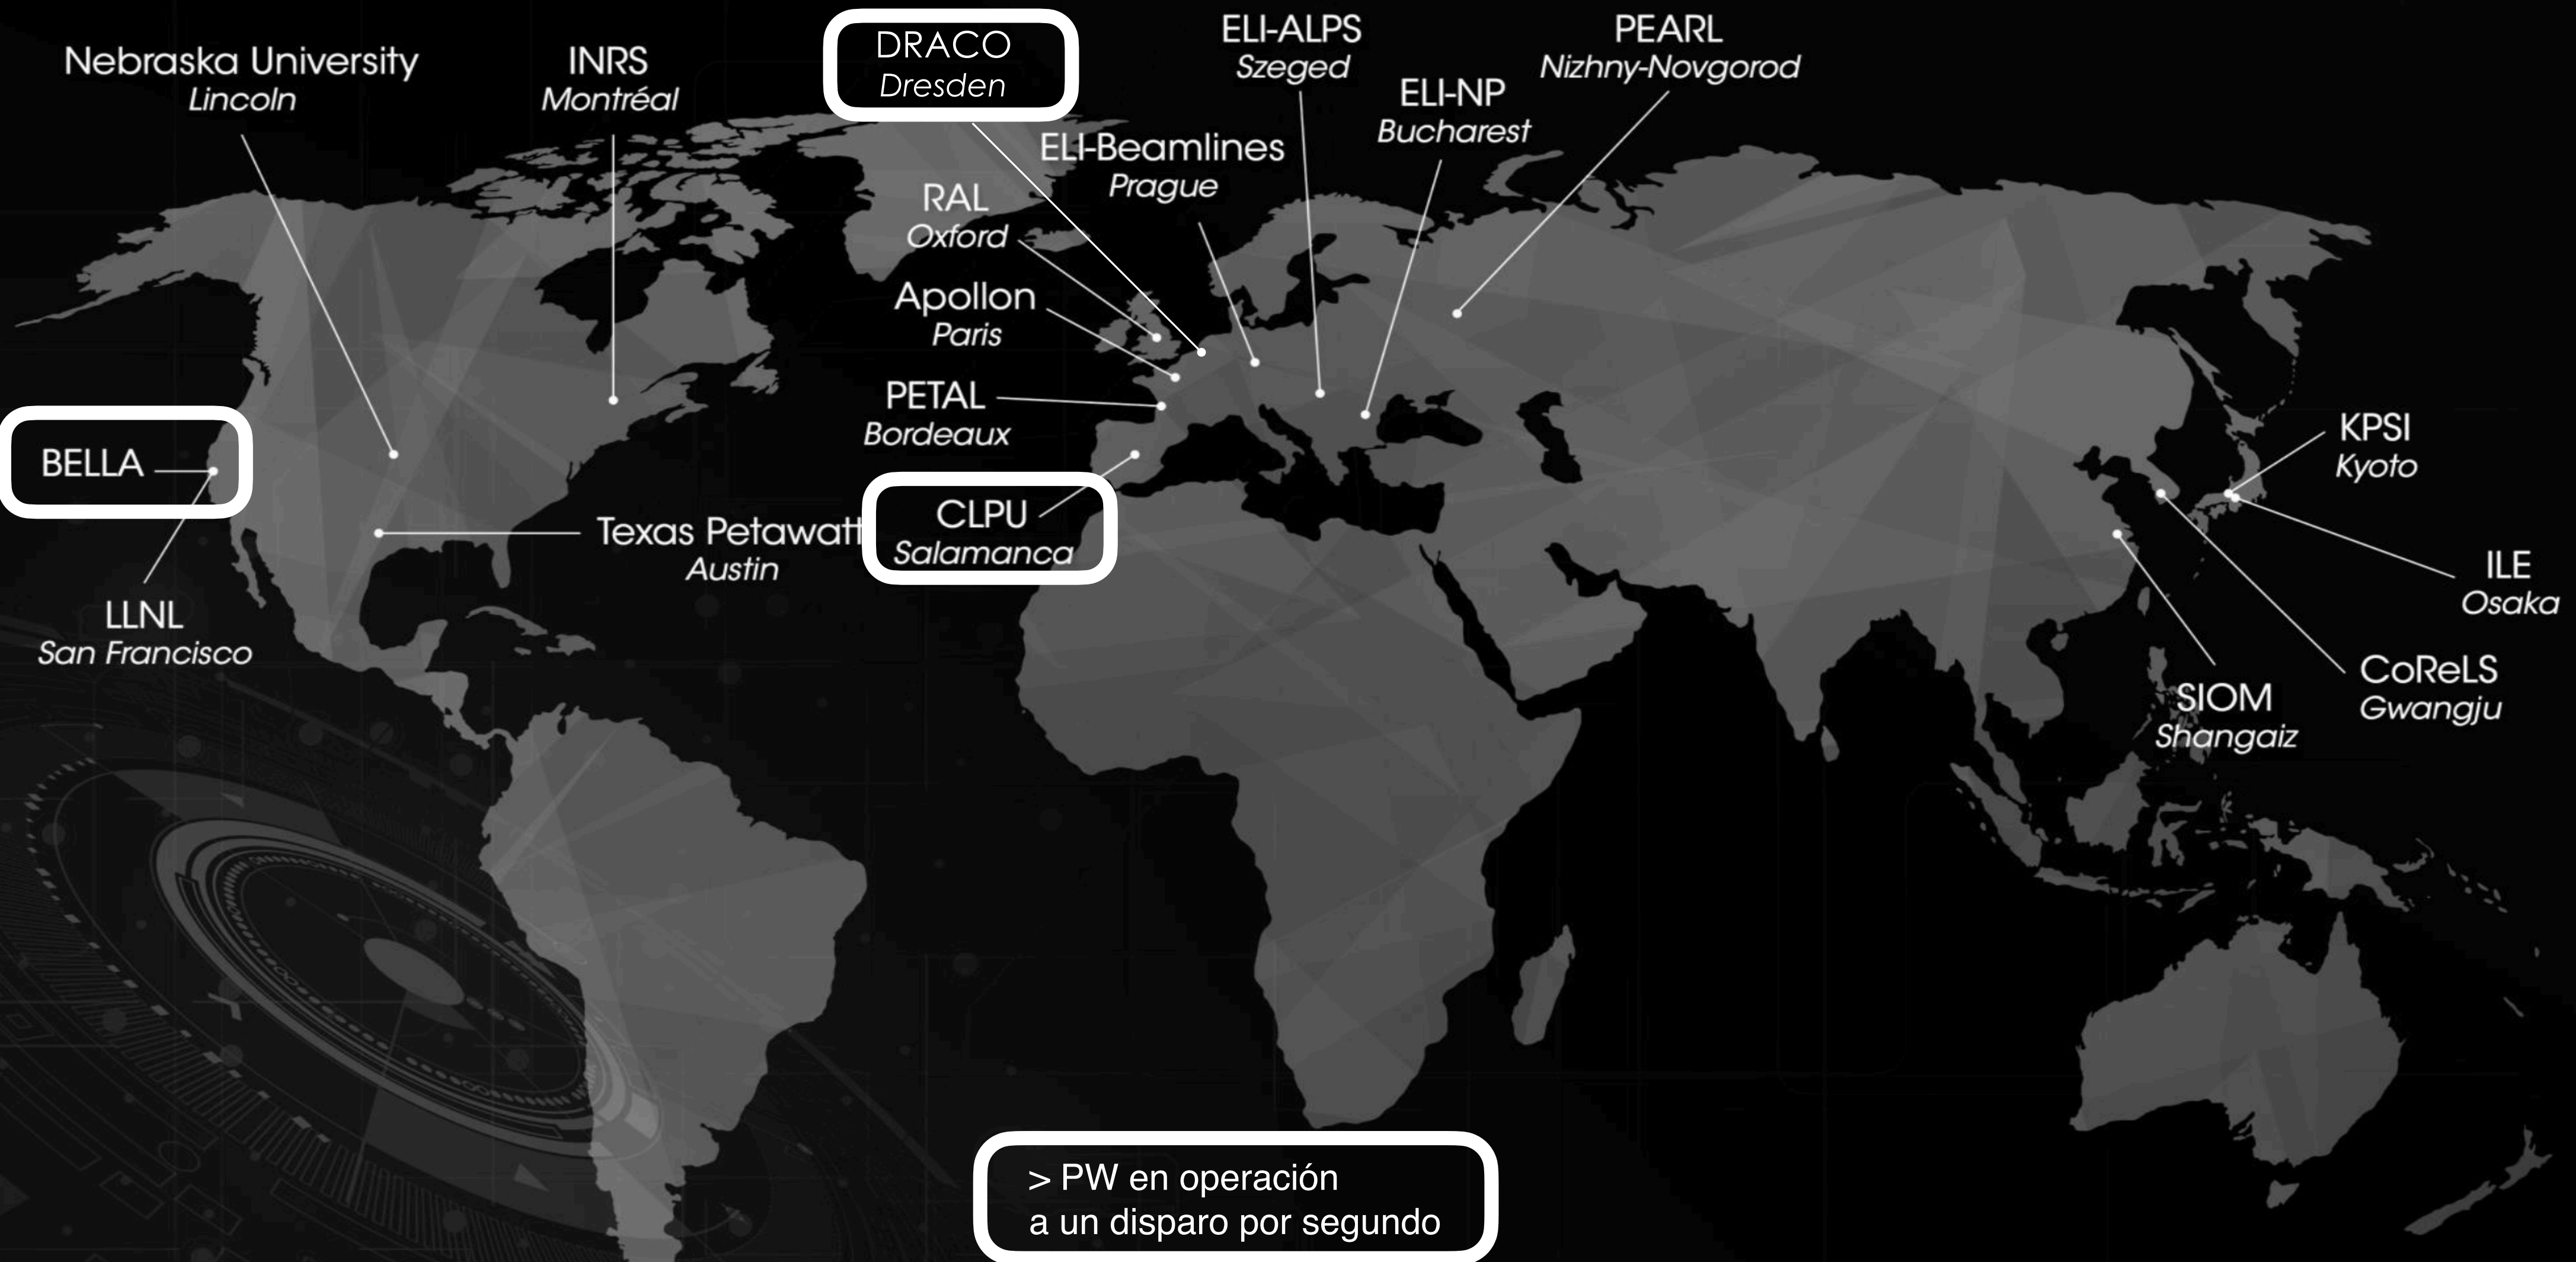 Nebraska University
Lincoln
INRS
Montréal
DRACO
Dresden
ELI-ALPS
Szeged
PEARL
Nizhny-Novgorod
ELI-NP
Bucharest
ELI-Beamlines
Prague
RAL
Oxford
Apollon
Paris
PETAL
Bordeaux
BELLA
CLPU
Salamanca
Texas Petawatt
Austin
LLNL
San Francisco
KPSI
Kyoto
ILE
Osaka
CoReLS
Gwangju
SIOM
Shangaiz
> PW en operación
a un disparo por segundo